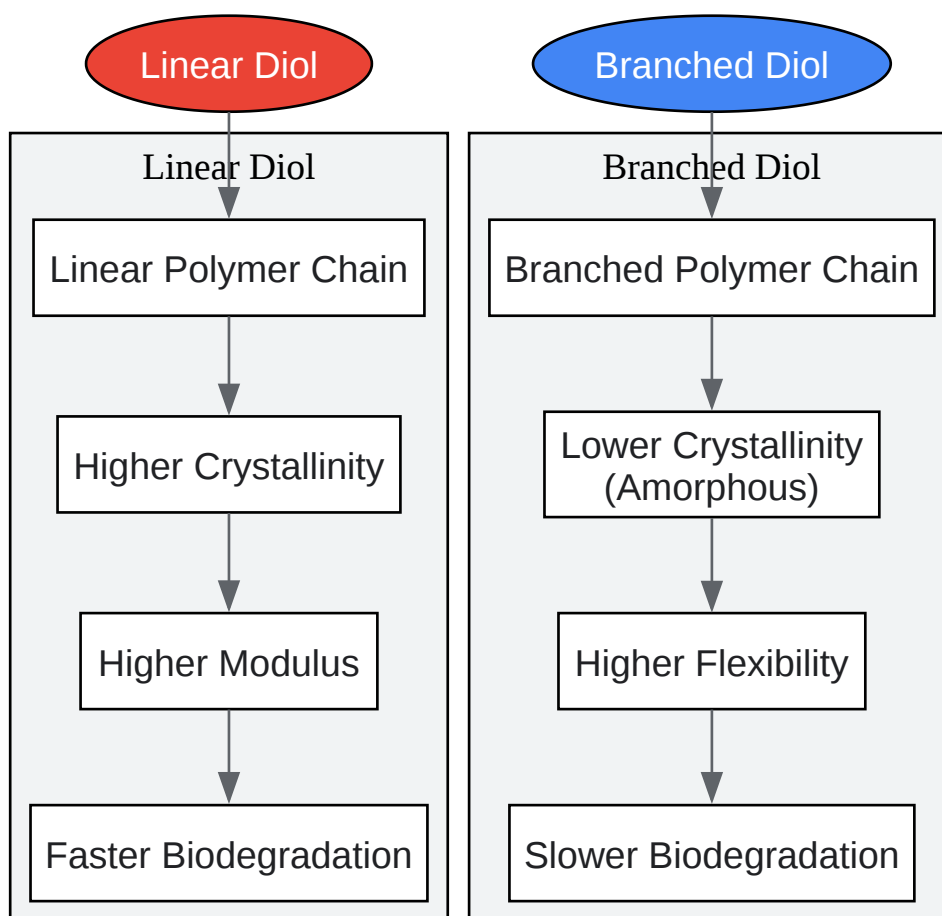 Linear Diol
Linear Diol
Linear Polymer Chain
Higher Crystallinity
Higher Modulus
Faster Biodegradation
Branched Diol
Branched Diol
Branched Polymer Chain
Lower Crystallinity
(Amorphous)
Higher Flexibility
Slower Biodegradation